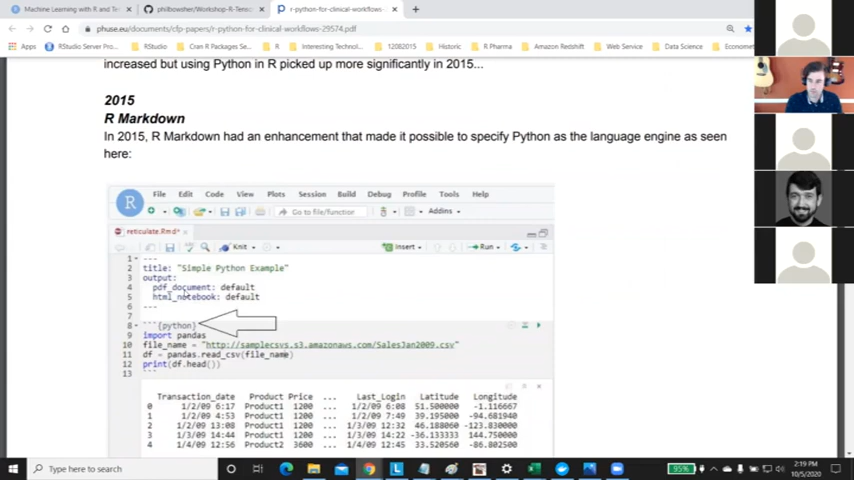 Machine Learning with R and Te
philbowsher/Workshop-R-Tensor
r-python-for-clinical-workflows-
phuse.eu/documents/cfp-papers/r-python-for-clinical-workflows-29574.pdf
Apps
RStudio Server Pro
RStudio
Cran R Packages Se...
R
Interesting Technol...
12082015
Historic
R Pharma
Amazon Redshift
Web Service
Data Science
Econome
increased but using Python in R picked up more significantly in 2015...
2015
R Markdown
In 2015, R Markdown had an enhancement that made it possible to specify Python as the language engine as seen
here:
R File Edit Code View Plots Session Build Debug Profile Tools Help
Go to file/function Addins
reticulate.Rmd*
Knit Insert Run
1 ---
2 title: "Simple Python Example"
3 output:
4 pdf_document: default
5 html_notebook: default
6 ---
7
8 ```{python}
9 import pandas
10 file_name = "http://samplecsvs.s3.amazonaws.com/SalesJan2009.csv"
11 df = pandas.read_csv(file_name)
12 print(df.head())
13 ```
Transaction_date Product Price ... Last_Login Latitude Longitude
0 1/2/09 6:17 Product1 1200 ... 1/2/09 6:08 51.500000 -1.116667
1 1/2/09 4:53 Product1 1200 ... 1/2/09 7:49 39.195000 -94.681940
2 1/2/09 13:08 Product1 1200 ... 1/3/09 12:32 46.188060 -123.830000
3 1/3/09 14:44 Product1 1200 ... 1/3/09 14:22 -36.133333 144.750000
4 1/4/09 12:56 Product2 3600 ... 1/4/09 12:45 33.520560 -86.802500
Type here to search
95%
2:19 PM
10/5/2020